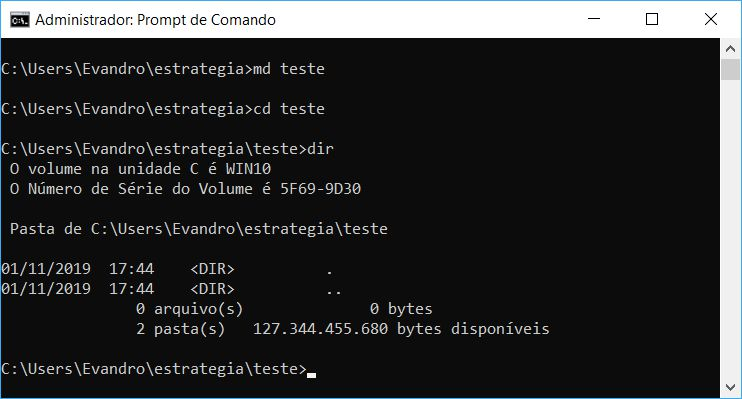 Administrador: Prompt de Comando
C:\Users\Evandro\estrategia>md teste
C:\Users\Evandro\estrategia>cd teste
C:\Users\Evandro\estrategia\teste>dir
 O volume na unidade C é WIN10
 O Número de Série do Volume é 5F69-9D30
 Pasta de C:\Users\Evandro\estrategia\teste
01/11/2019  17:44    <DIR>          .
01/11/2019  17:44    <DIR>          ..
               0 arquivo(s)              0 bytes
               2 pasta(s)   127.344.455.680 bytes disponíveis
C:\Users\Evandro\estrategia\teste>